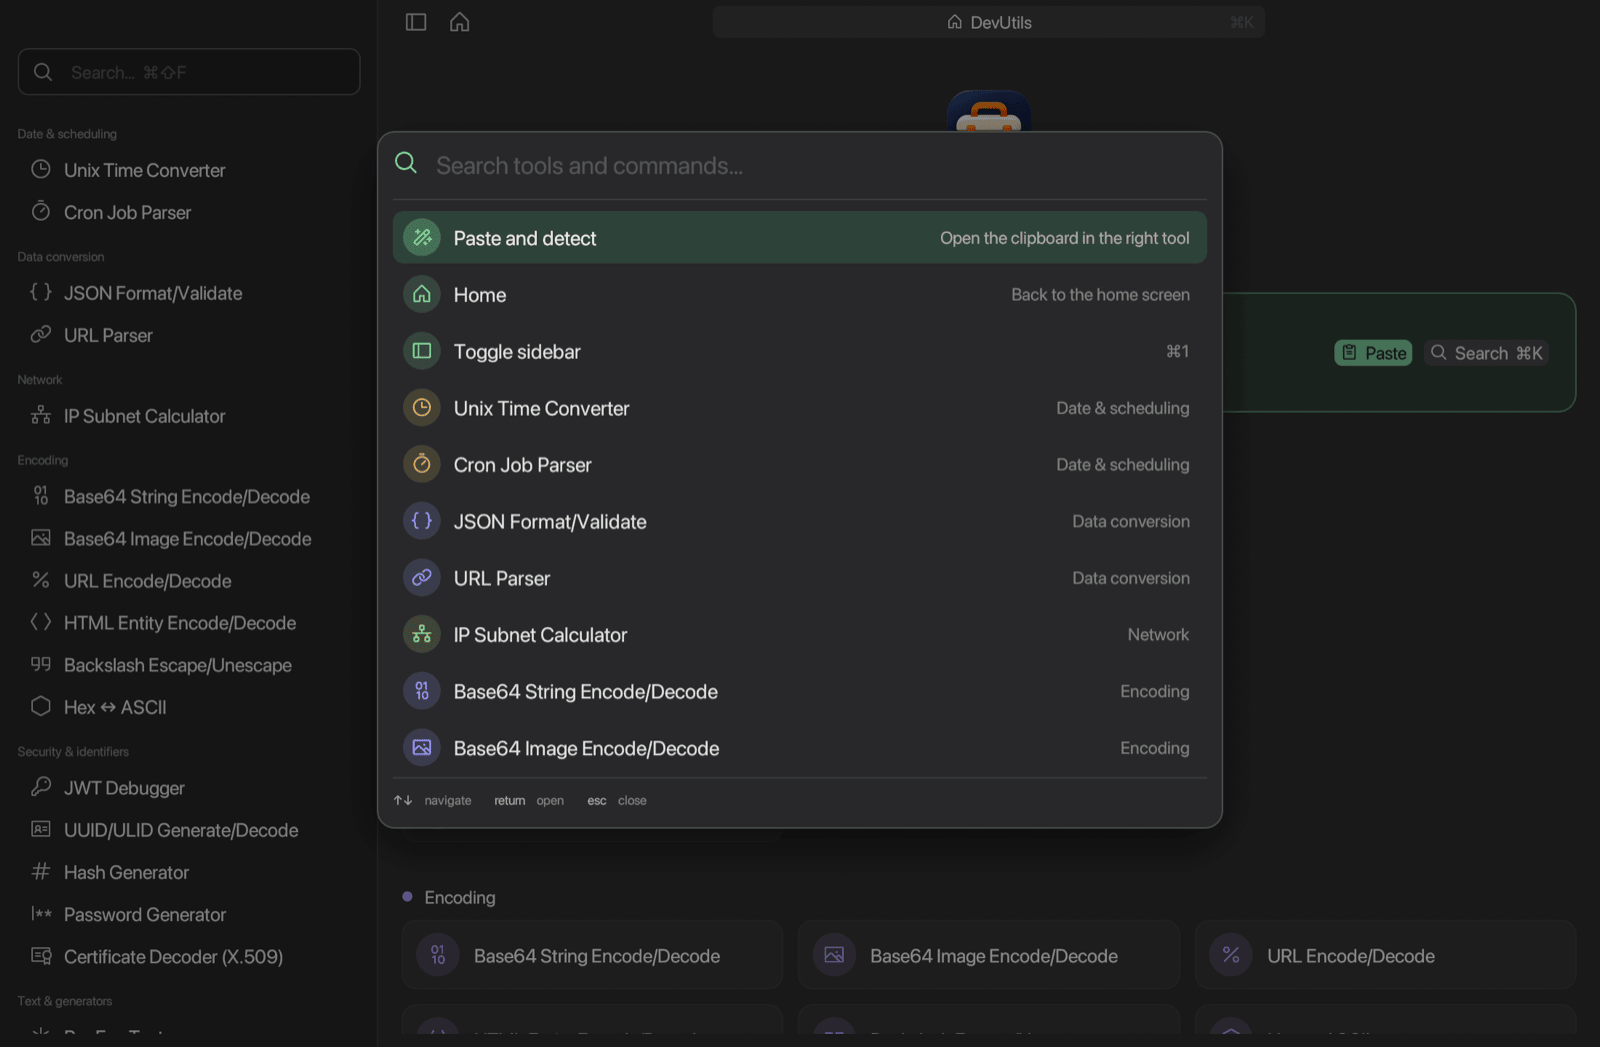 DevUtils ⌘K
Search... ⌘⇧F
Date & scheduling
Unix Time Converter
Cron Job Parser
Data conversion
JSON Format/Validate
URL Parser
Network
IP Subnet Calculator
Encoding
Base64 String Encode/Decode
Base64 Image Encode/Decode
URL Encode/Decode
HTML Entity Encode/Decode
Backslash Escape/Unescape
Hex ↔ ASCII
Security & identifiers
JWT Debugger
UUID/ULID Generate/Decode
Hash Generator
Password Generator
Certificate Decoder (X.509)
Text & generators
Search tools and commands...
Paste and detect Open the clipboard in the right tool
Home Back to the home screen
Toggle sidebar ⌘1
Unix Time Converter Date & scheduling
Cron Job Parser Date & scheduling
JSON Format/Validate Data conversion
URL Parser Data conversion
IP Subnet Calculator Network
Base64 String Encode/Decode Encoding
Base64 Image Encode/Decode Encoding
↑↓ navigate return open esc close
Paste Search ⌘K
Encoding
Base64 String Encode/Decode
Base64 Image Encode/Decode
URL Encode/Decode